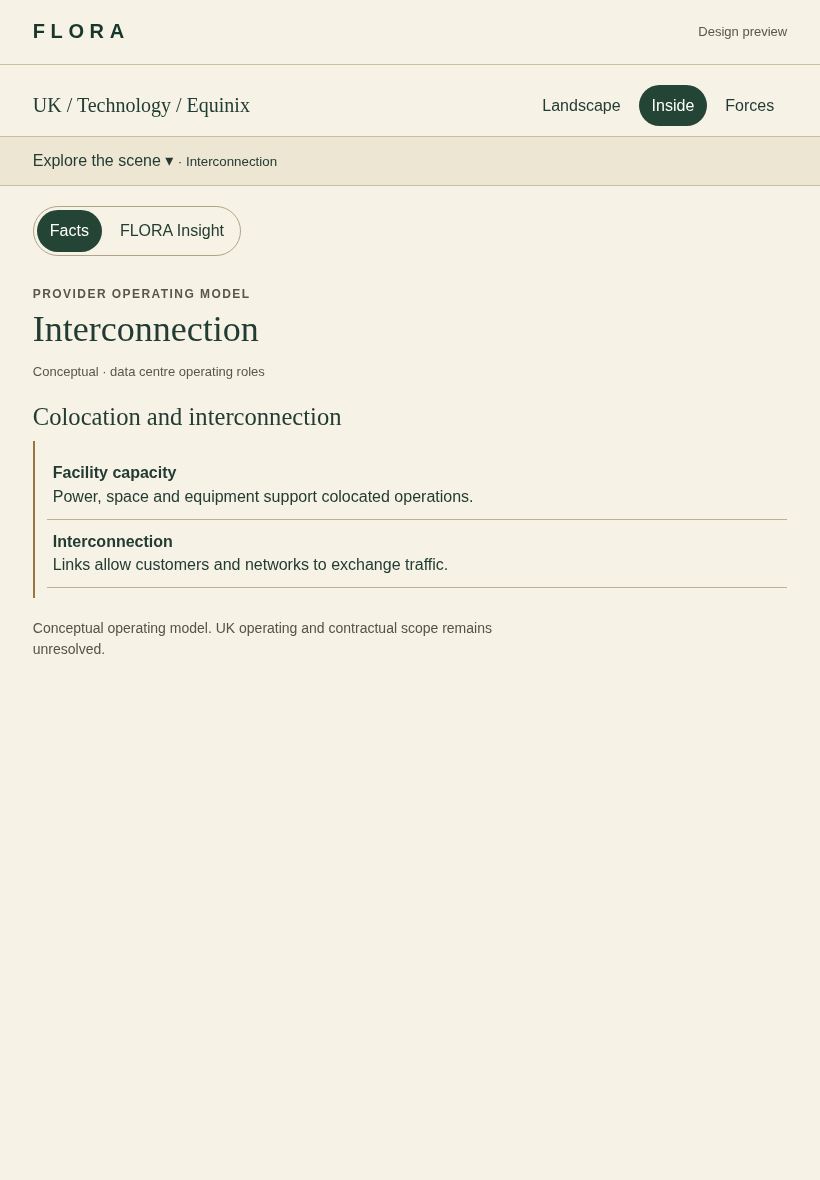 FLORA
Design preview
UK / Technology / Equinix
Landscape
Inside
Forces
Explore the scene ▾ · Interconnection
Facts
FLORA Insight
PROVIDER OPERATING MODEL
Interconnection
Conceptual · data centre operating roles
Colocation and interconnection
Facility capacity
Power, space and equipment support colocated operations.
Interconnection
Links allow customers and networks to exchange traffic.
Conceptual operating model. UK operating and contractual scope remains
unresolved.